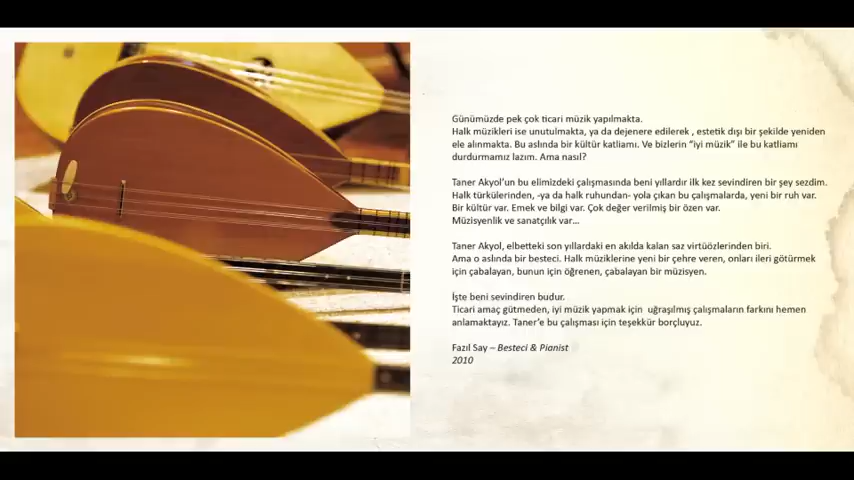 Günümüzde pek çok ticari müzik yapılmakta.
Halk müzikleri ise unutulmakta, ya da dejenere edilerek , estetik dışı bir şekilde yeniden
ele alınmakta. Bu aslında bir kültür katliamı. Ve bizlerin “iyi müzik” ile bu katliamı
durdurmamız lazım. Ama nasıl?
Taner Akyol’un bu elimizdeki çalışmasında beni yıllardır ilk kez sevindiren bir şey sezdim.
Halk türkülerinden, -ya da halk ruhundan- yola çıkan bu çalışmalarda, yeni bir ruh var.
Bir kültür var. Emek ve bilgi var. Çok değer verilmiş bir özen var.
Müzisyenlik ve sanatçılık var...
Taner Akyol, elbetteki son yıllardaki en akılda kalan saz virtüözlerinden biri.
Ama o aslında bir besteci. Halk müziklerine yeni bir çehre veren, onları ileri götürmek
için çabalayan, bunun için öğrenen, çabalayan bir müzisyen.
İşte beni sevindiren budur.
Ticari amaç gütmeden, iyi müzik yapmak için uğraşılmış çalışmaların farkını hemen
anlamaktayız. Taner’e bu çalışması için teşekkür borçluyuz.
Fazıl Say – Besteci & Pianist
2010